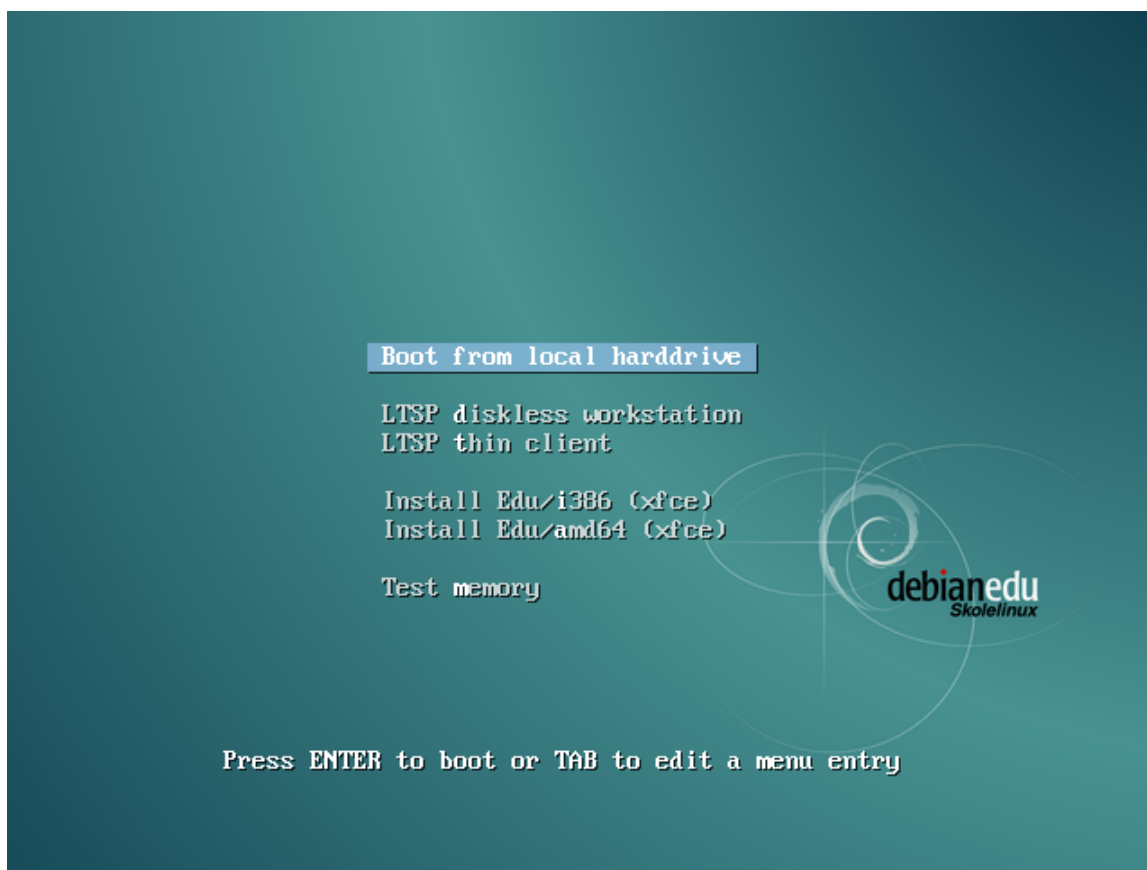 Boot from local harddrive
LTSP diskless workstation
LTSP thin client
Install Edu/i386 (xfce)
Install Edu/amd64 (xfce)
Test memory
debianedu
Skolelinux
Press ENTER to boot or TAB to edit a menu entry